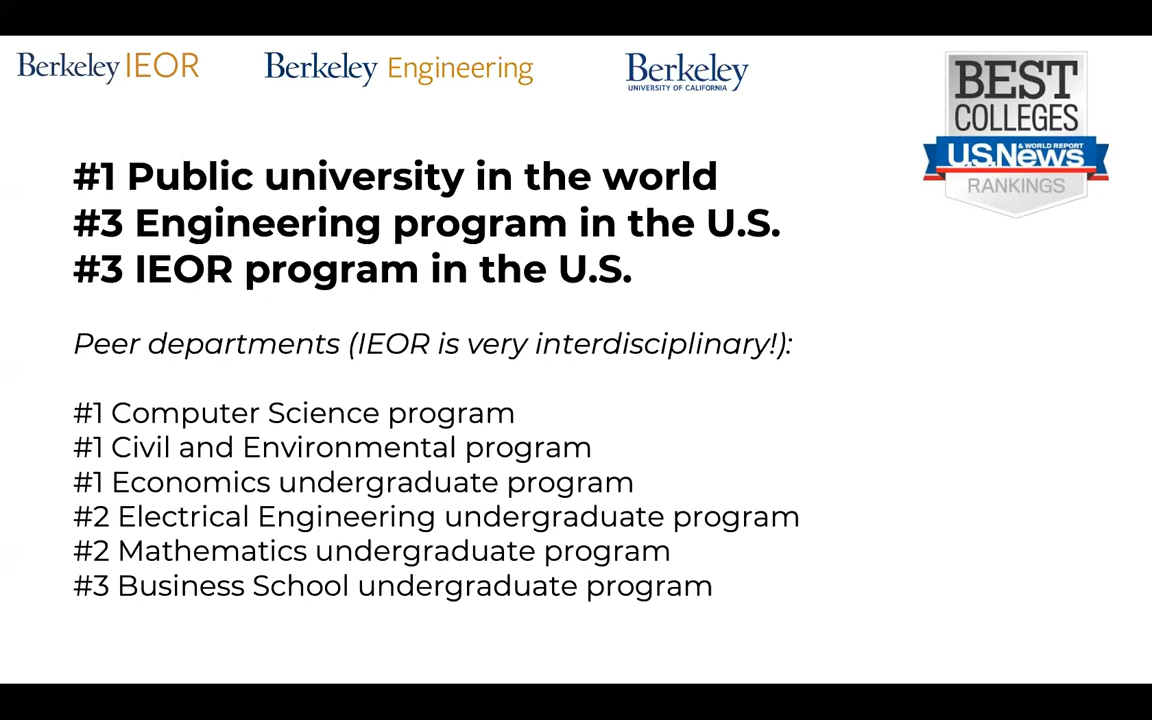 Berkeley IEOR
Berkeley Engineering
Berkeley
UNIVERSITY OF CALIFORNIA
BEST
COLLEGES
U.S.News
& WORLD REPORT
RANKINGS
#1 Public university in the world
#3 Engineering program in the U.S.
#3 IEOR program in the U.S.
Peer departments (IEOR is very interdisciplinary!):
#1 Computer Science program
#1 Civil and Environmental program
#1 Economics undergraduate program
#2 Electrical Engineering undergraduate program
#2 Mathematics undergraduate program
#3 Business School undergraduate program